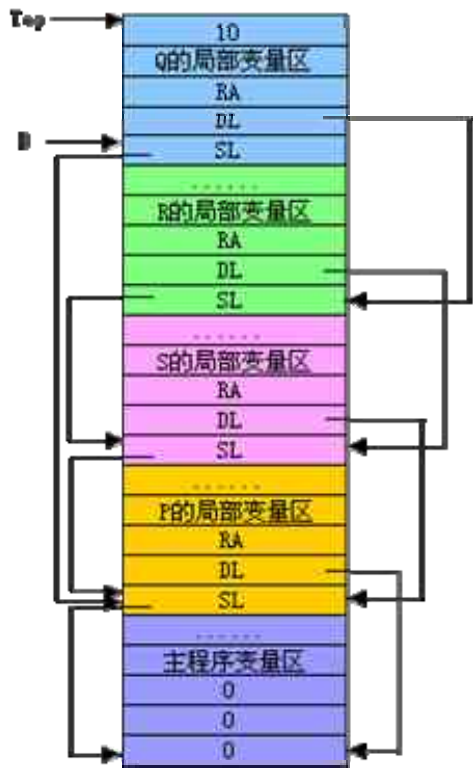 Top
10
Q的局部变量区
RA
DL
B
SL
......
R的局部变量区
RA
DL
SL
......
S的局部变量区
RA
DL
SL
......
P的局部变量区
RA
DL
SL
......
主程序变量区
0
0
0